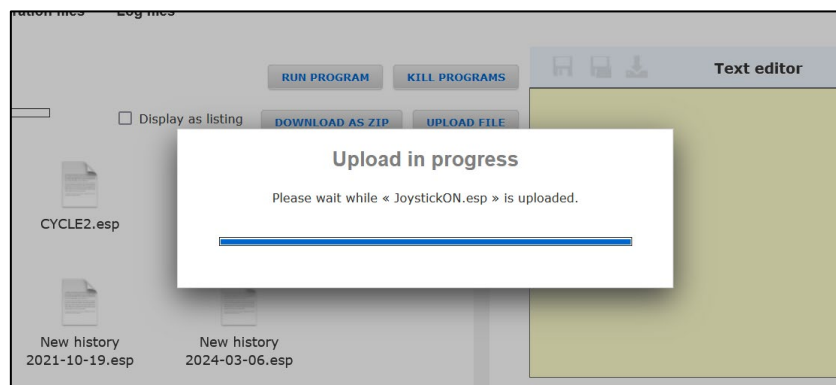 Log files
RUN PROGRAM
KILL PROGRAMS
Text editor
Display as listing
DOWNLOAD AS ZIP
UPLOAD FILE
Upload in progress
Please wait while « JoystickON.esp » is uploaded.
CYCLE2.esp
New history
2021-10-19.esp
New history
2024-03-06.esp